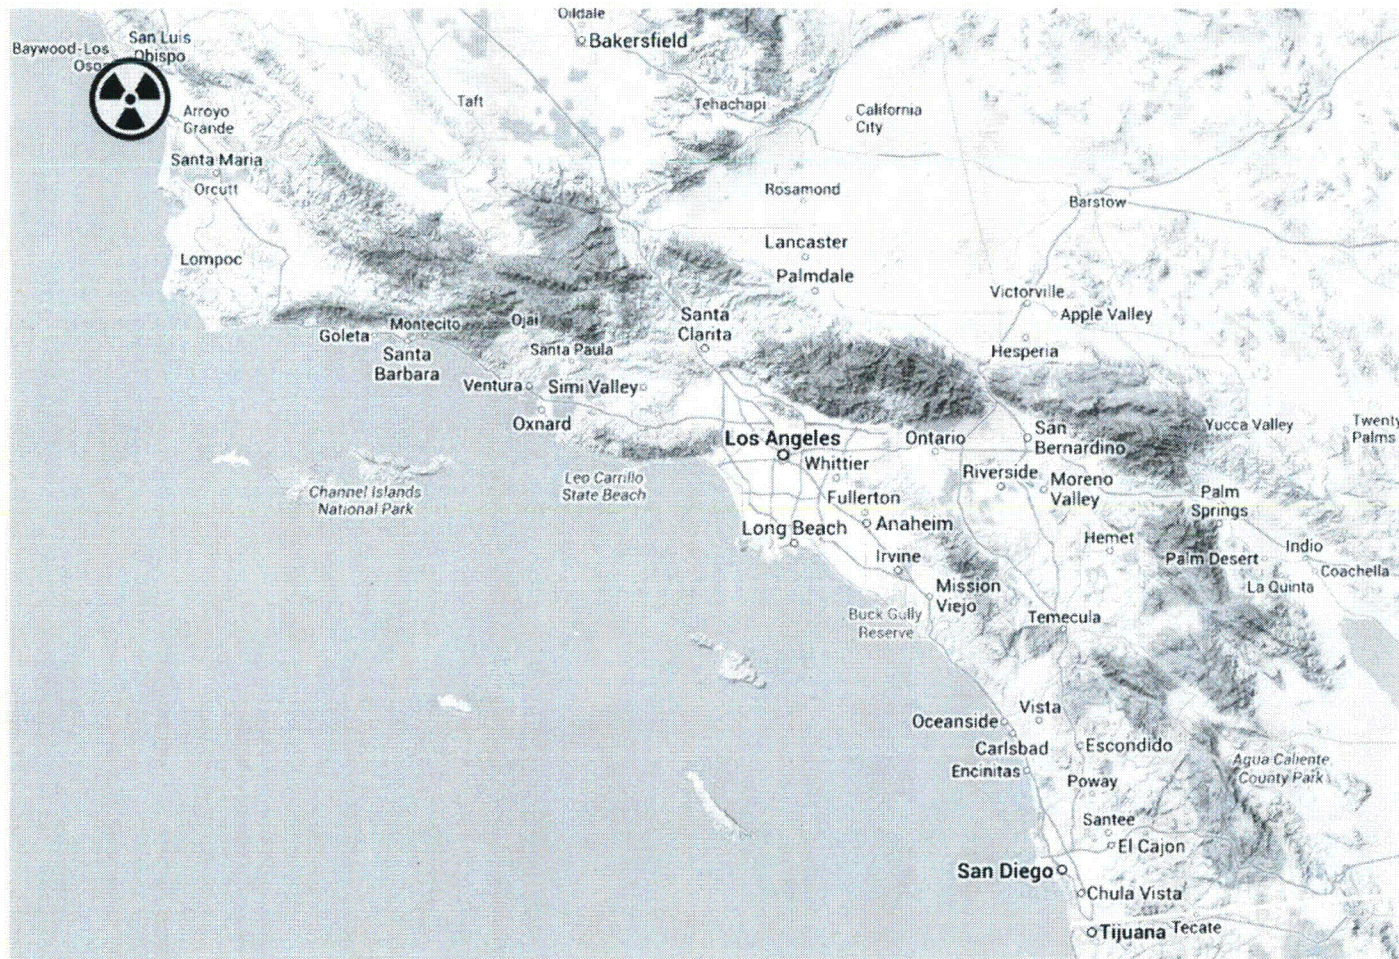 Oildale
San Luis
Obispo
Baywood-Los
Bakersfield
Taft
Tehachapi
California
City
Arroyo
Grande
Santa Maria
Orcutt
Rosamond
Barstow
Lancaster
Lompoc
Palmdale
Victorville
Apple Valley
Santa
Clarita
Ojai
Montecito
Goleta
Santa Paula
Hesperia
Santa
Barbara
Ventura
Simi Valley
Oxnard
Los Angeles
Ontario
San
Bernardino
Yucca Valley
Twenty
Palms
Whittier
Riverside
Moreno
Valley
Leo Carrillo
State Beach
Channel Islands
National Park
Fullerton
Palm
Springs
Anaheim
Long Beach
Hemet
Indio
Irvine
Palm Desert
Coachella
La Quinta
Mission
Viejo
Buck Gully
Reserve
Temecula
Vista
Oceanside
Carlsbad
Escondido
Encinitas
Agua Caliente
County Park
Poway
Santee
El Cajon
San Diego
Chula Vista
Tijuana
Tecate